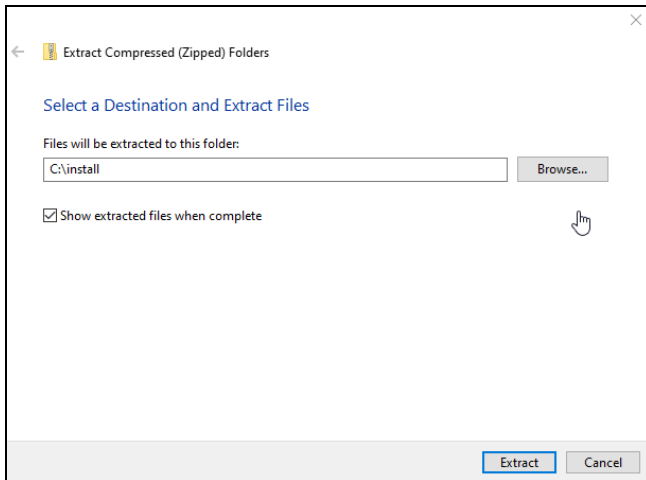 Extract Compressed (Zipped) Folders
Select a Destination and Extract Files
Files will be extracted to this folder:
C:\install
Browse...
Show extracted files when complete
Extract
Cancel